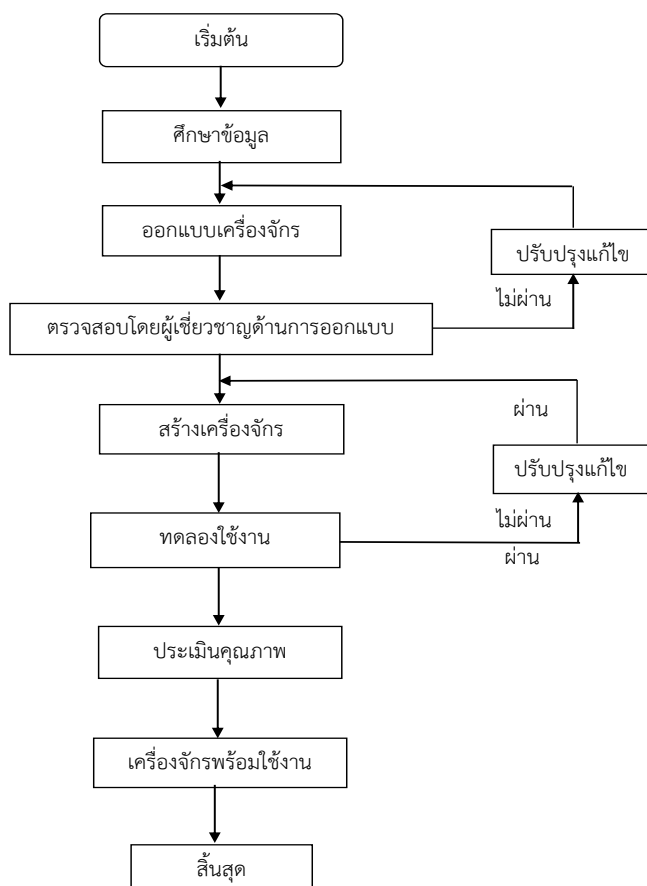 เริ่มต้น
ศึกษาข้อมูล
ออกแบบเครื่องจักร
ปรับปรุงแก้ไข
ไม่ผ่าน
ตรวจสอบโดยผู้เชี่ยวชาญด้านการออกแบบ
ผ่าน
สร้างเครื่องจักร
ปรับปรุงแก้ไข
ไม่ผ่าน
ทดลองใช้งาน
ผ่าน
ประเมินคุณภาพ
เครื่องจักรพร้อมใช้งาน
สิ้นสุด